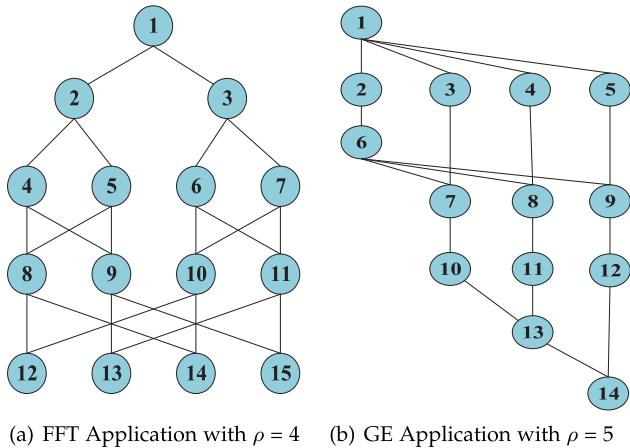 1
2 3
4 5 6 7
8 9 10 11
12 13 14 15
(a) FFT Application with ρ = 4
1
2 3 4 5
6
7 8 9
10 11 12
13
14
(b) GE Application with ρ = 5